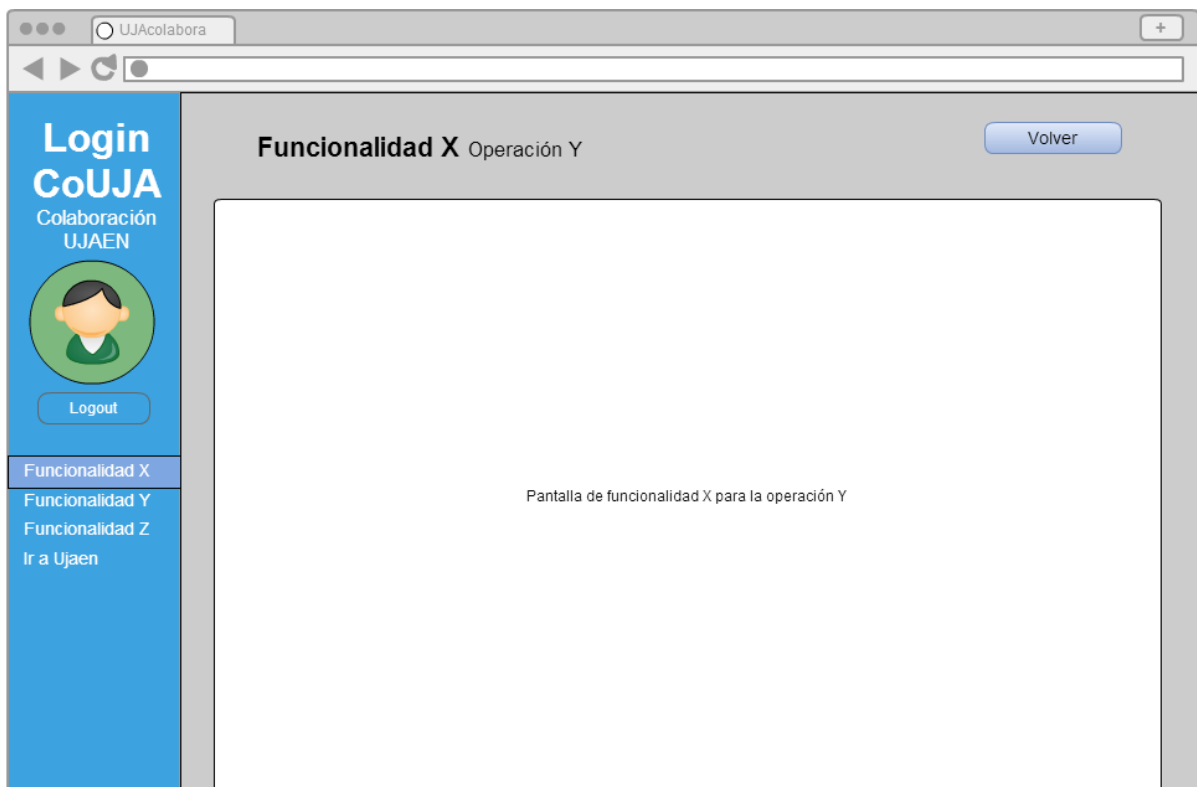 UJAcolabora
+
Login
CoUJA
Colaboración
UJAEN
Logout
Funcionalidad X
Funcionalidad Y
Funcionalidad Z
Ir a Ujaen
Funcionalidad X Operación Y
Volver
Pantalla de funcionalidad X para la operación Y